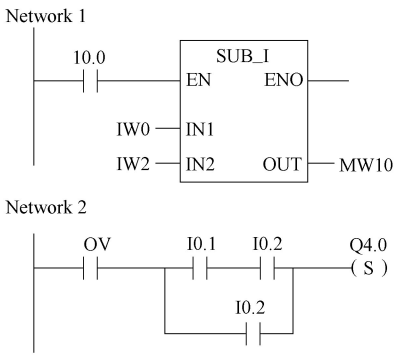 Network 1
10.0
SUB_I
EN ENO
IW0 IN1
IW2 IN2 OUT MW10
Network 2
OV I0.1 I0.2 Q4.0
( S )
I0.2